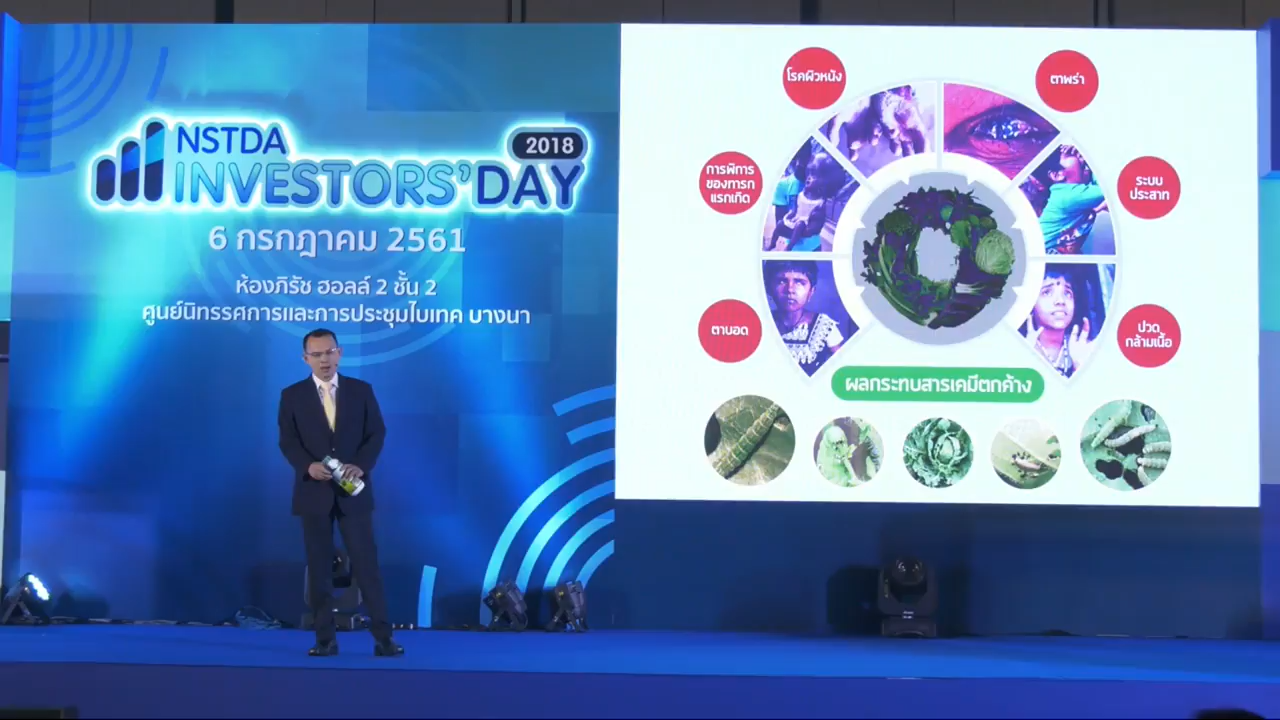 NSTDA
2018
INVESTORS' DAY
6 กรกฎาคม 2561
ห้องภิรัช ฮอลล์ 2 ชั้น 2
ศูนย์นิทรรศการและการประชุมไบเทค บางนา
โรคผิวหนัง
ตาพร่า
การพิการ
ของทารก
แรกเกิด
ระบบ
ประสาท
ตาบอด
ปวด
กล้ามเนื้อ
ผลกระทบสารเคมีตกค้าง